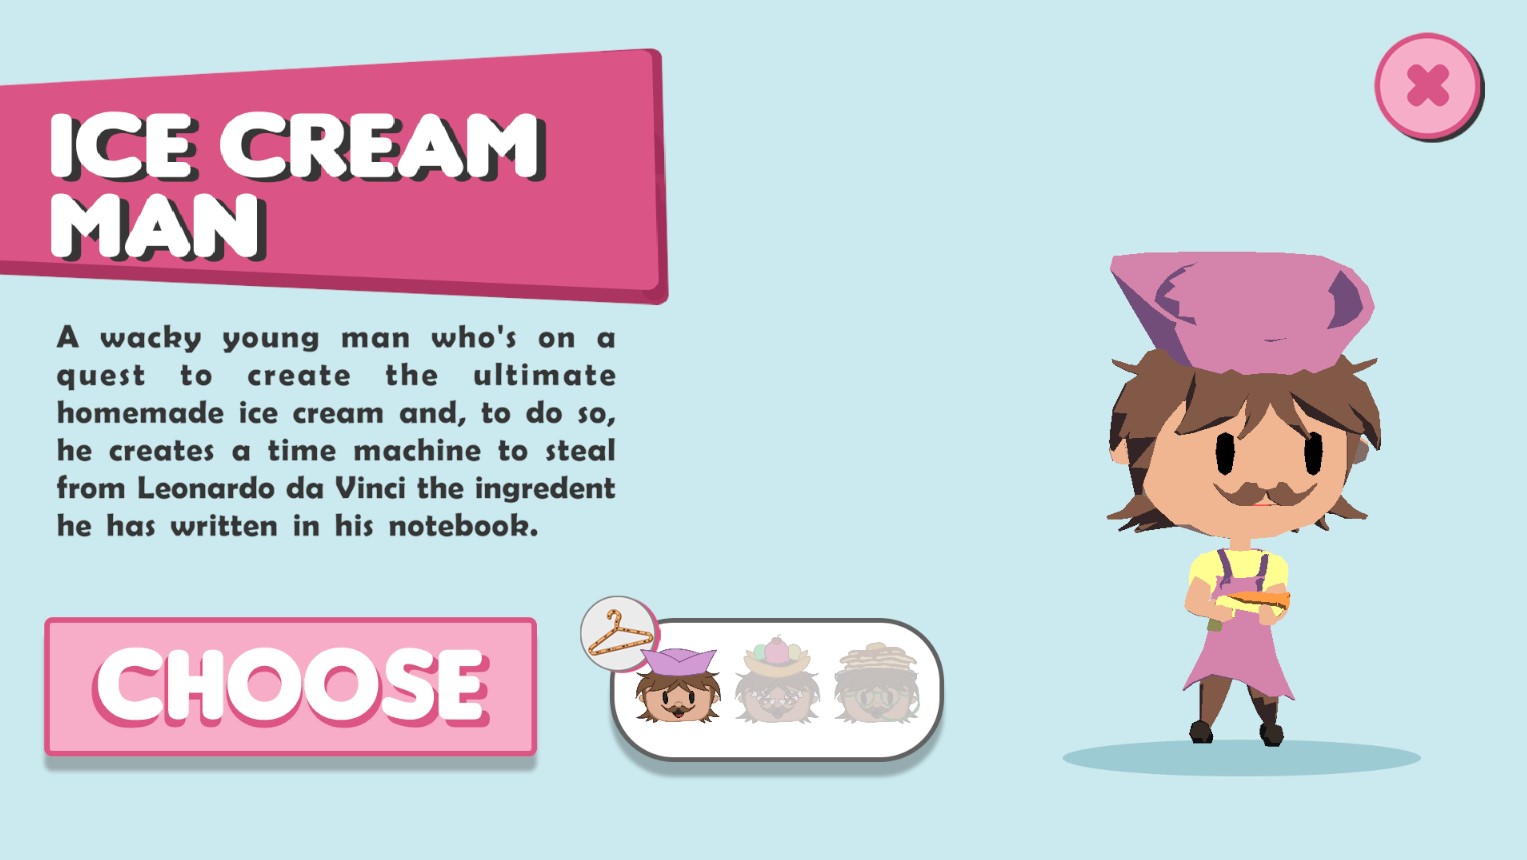 ICE CREAM
MAN
A wacky young man who's on a
quest to create the ultimate
homemade ice cream and, to do so,
he creates a time machine to steal
from Leonardo da Vinci the ingredent
he has written in his notebook.
CHOOSE